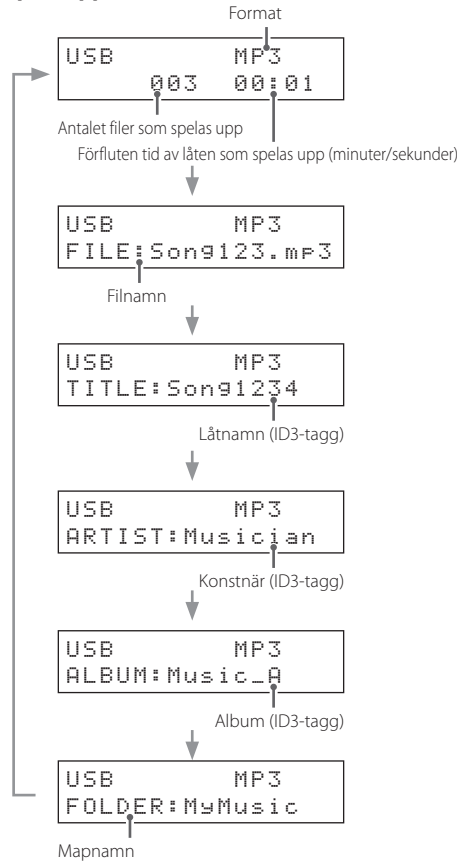 Format
USB MP3
003 00:01
Antalet filer som spelas upp
Förfluten tid av låten som spelas upp (minuter/sekunder)
USB MP3
FILE:Song123.mp3
Filnamn
USB MP3
TITLE:Song1234
Låtnamn (ID3-tagg)
USB MP3
ARTIST:Musician
Konstnär (ID3-tagg)
USB MP3
ALBUM:Music_A
Album (ID3-tagg)
USB MP3
FOLDER:MyMusic
Mapnamn